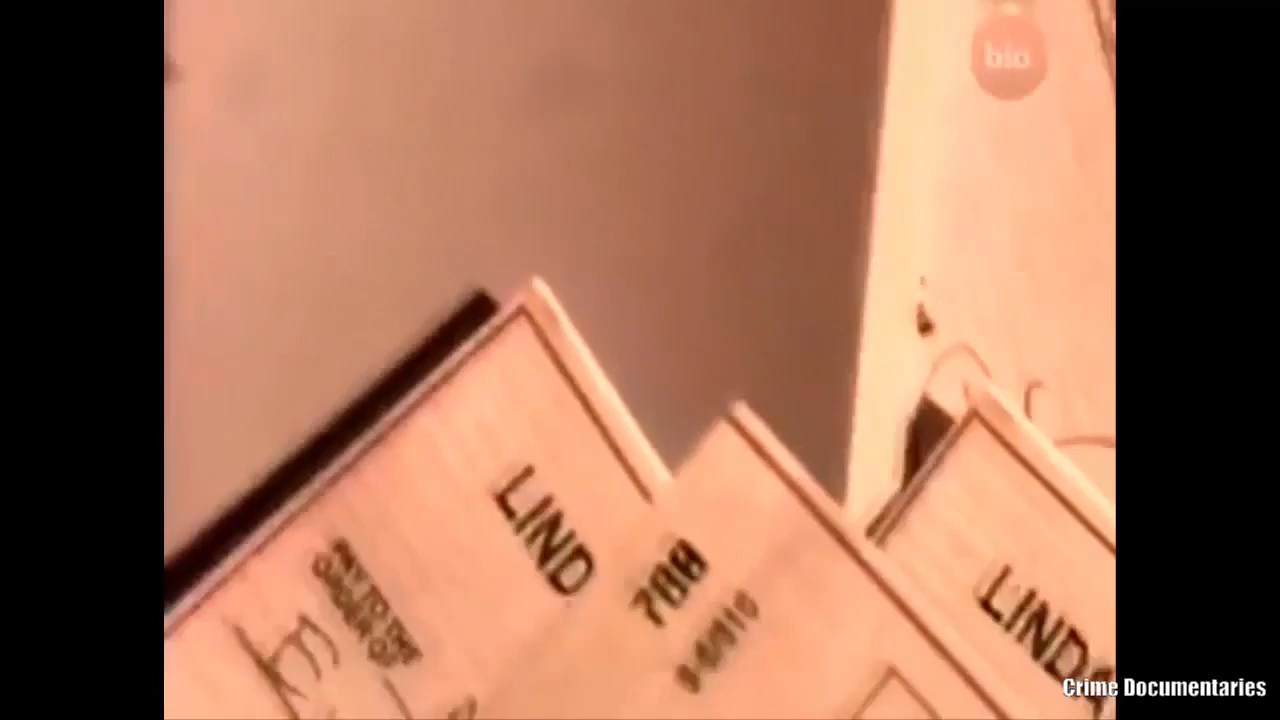 bio
LIND
PAY TO THE
ORDER OF
788
LINDA
Crime Documentaries